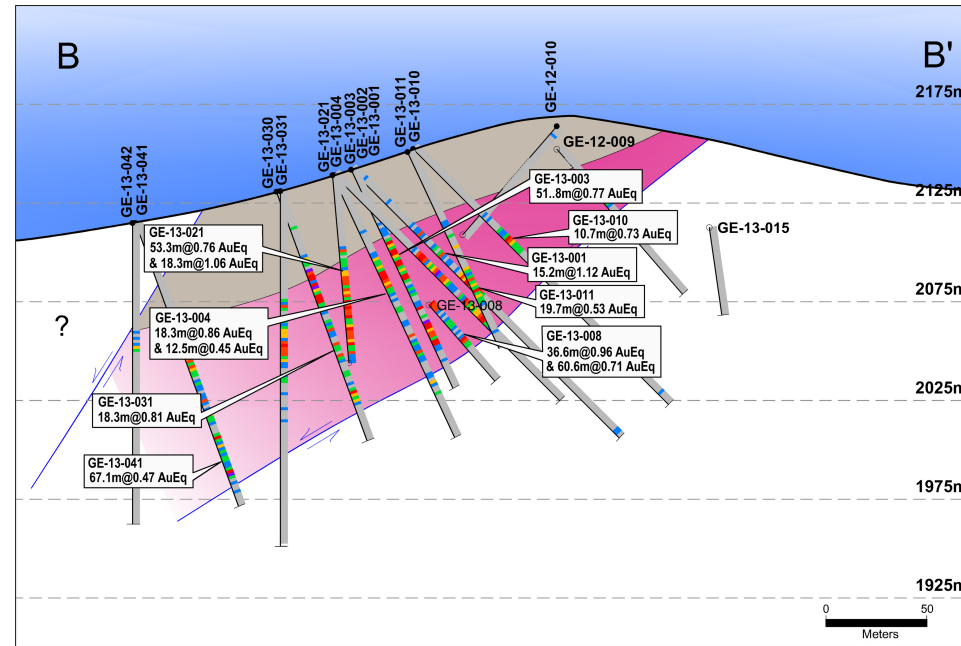 B
B'
GE-12-010
2175m
GE-13-011
GE-13-010
GE-13-021
GE-13-004
GE-13-003
GE-13-002
GE-13-001
GE-13-030
GE-13-031
GE-13-042
GE-13-041
GE-12-009
2125m
GE-13-003
51.8m@0.77 AuEq
GE-13-010
10.7m@0.73 AuEq
GE-13-015
GE-13-021
53.3m@0.76 AuEq
& 18.3m@1.06 AuEq
GE-13-001
15.2m@1.12 AuEq
GE-13-011
19.7m@0.53 AuEq
2075m
GE-13-008
?
GE-13-004
18.3m@0.86 AuEq
& 12.5m@0.45 AuEq
GE-13-008
36.6m@0.96 AuEq
& 60.6m@0.71 AuEq
2025m
GE-13-031
18.3m@0.81 AuEq
GE-13-041
67.1m@0.47 AuEq
1975m
1925m
0
50
Meters